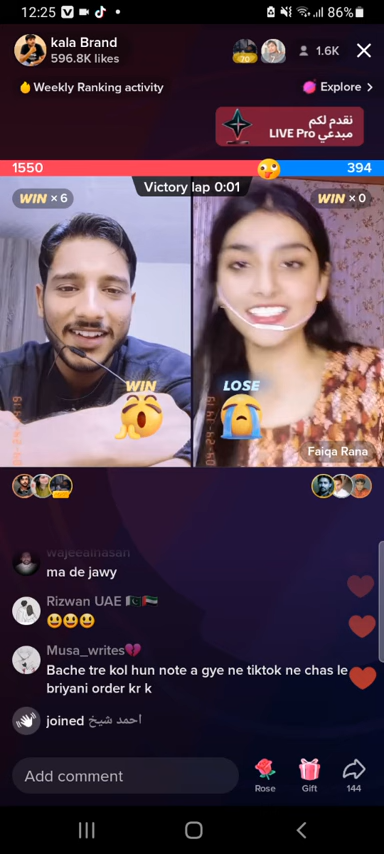 12:25
86%
kala Brand
596.8K likes
20
7
1.6K
Weekly Ranking activity
Explore
نقدم لكم
مبدعي LIVE Pro
1550
394
Victory lap 0:01
WIN × 6
WIN × 0
WIN
LOSE
Faiqa Rana
wajeealhasan
ma de jawy
Rizwan UAE 🇵🇰🇦🇪
😃😃😃
Musa_writes💔
Bache tre kol hun note a gye ne tiktok ne chas le
briyani order kr k
joined احمد شيخ
Add comment
Rose
Gift
144